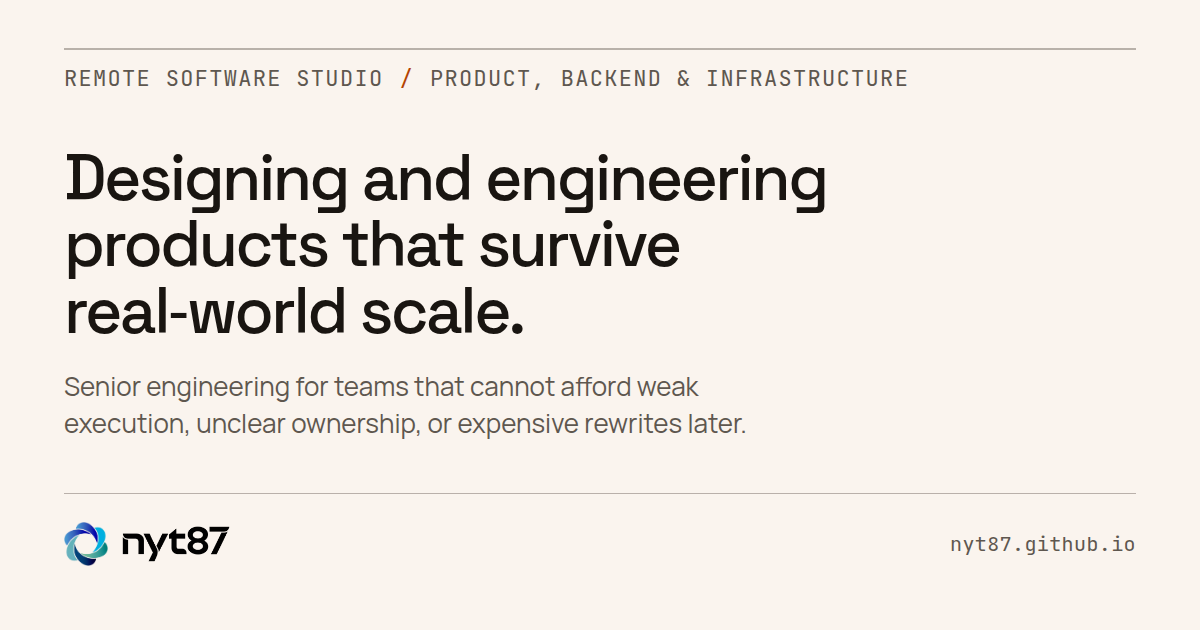 REMOTE SOFTWARE STUDIO / PRODUCT, BACKEND & INFRASTRUCTURE
Designing and engineering
products that survive
real-world scale.
Senior engineering for teams that cannot afford weak
execution, unclear ownership, or expensive rewrites later.
nyt87
nyt87.github.io